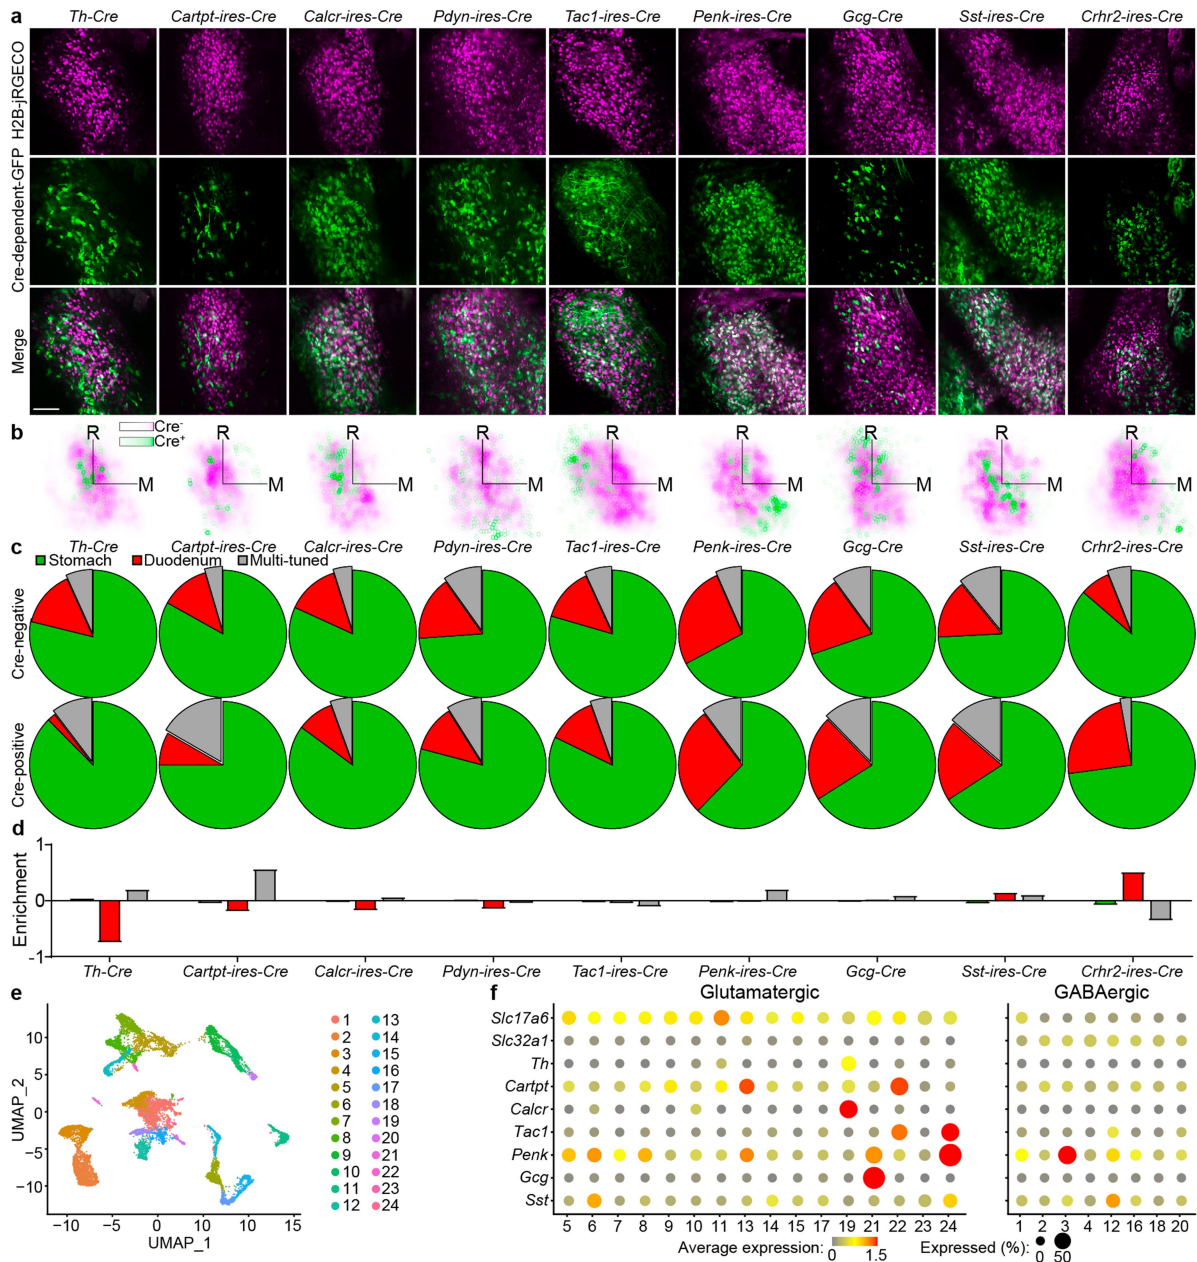 a
Th-Cre Cartpt-ires-Cre Calcr-ires-Cre Pdyn-ires-Cre Tac1-ires-Cre Penk-ires-Cre Gcg-Cre Sst-ires-Cre Crhr2-ires-Cre
H2B-jRGECO
Cre-dependent-GFP
Merge
b
Cre-
Cre+
R R R R R R R R R
M M M M M M M M M
c
Th-Cre Cartpt-ires-Cre Calcr-ires-Cre Pdyn-ires-Cre Tac1-ires-Cre Penk-ires-Cre Gcg-Cre Sst-ires-Cre Crhr2-ires-Cre
Stomach Duodenum Multi-tuned
Cre-negative
Cre-positive
d
Enrichment
1
0
-1
Th-Cre Cartpt-ires-Cre Calcr-ires-Cre Pdyn-ires-Cre Tac1-ires-Cre Penk-ires-Cre Gcg-Cre Sst-ires-Cre Crhr2-ires-Cre
e
UMAP_2
10
5
0
−5
−10
−10 −5 0 10 15
UMAP_1
1 13
2 14
3 15
4 16
5 17
6 18
7 19
8 20
9 21
10 22
11 23
12 24
f
Glutamatergic GABAergic
Slc17a6
Slc32a1
Th
Cartpt
Calcr
Tac1
Penk
Gcg
Sst
5 6 7 8 9 10 11 13 14 15 17 19 21 22 23 24 1 2 3 4 12 16 18 20
Average expression: 0 1.5 Expressed (%): 0 50